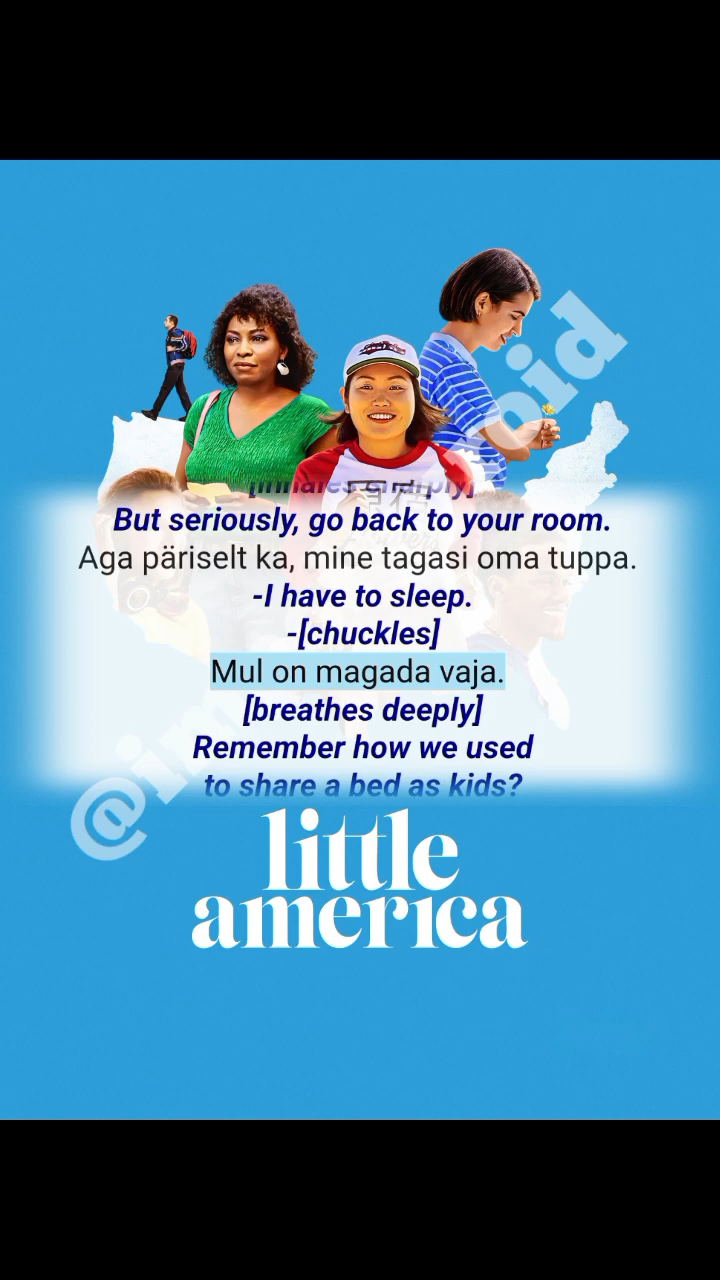 But seriously, go back to your room.
Aga päriselt ka, mine tagasi oma tuppa.
-I have to sleep.
-[chuckles]
Mul on magada vaja.
[breathes deeply]
Remember how we used
to share a bed as kids?
little
america